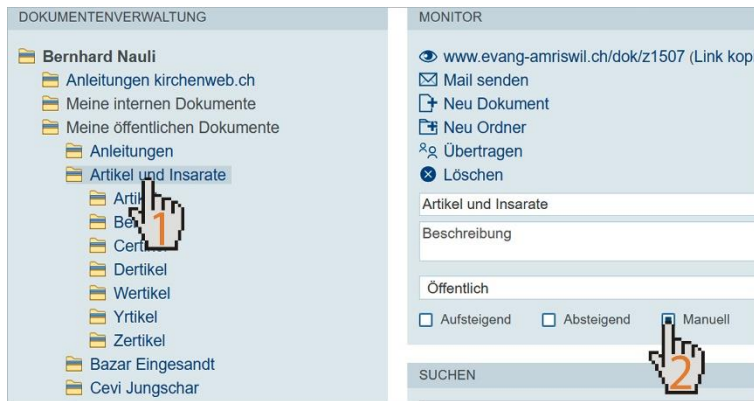 DOKUMENTENVERWALTUNG
Bernhard Nauli
Anleitungen kirchenweb.ch
Meine internen Dokumente
Meine öffentlichen Dokumente
Anleitungen
Artikel und Insarate
1
Dertikel
Wertikel
Yrtikel
Zertikel
Bazar Eingesandt
Cevi Jungschar
MONITOR
www.evang-amriswil.ch/dok/z1507 (Link kop
Mail senden
Neu Dokument
Neu Ordner
Übertragen
Löschen
Artikel und Insarate
Beschreibung
Öffentlich
Aufsteigend Absteigend Manuell
2
SUCHEN